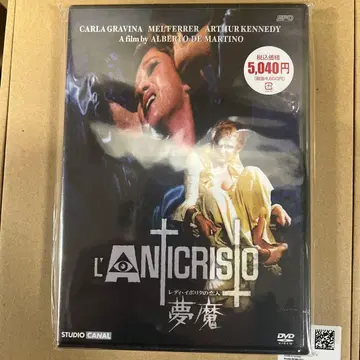 CARLA GRAVINA MEL FERRER ARTHUR KENNEDY
A film by ALBERTO DE MARTINO
SPO
税込価格
5,040円
L'ANTICRISTO
レディ・イポリタの恋人
夢魔
STUDIO CANAL
DVD